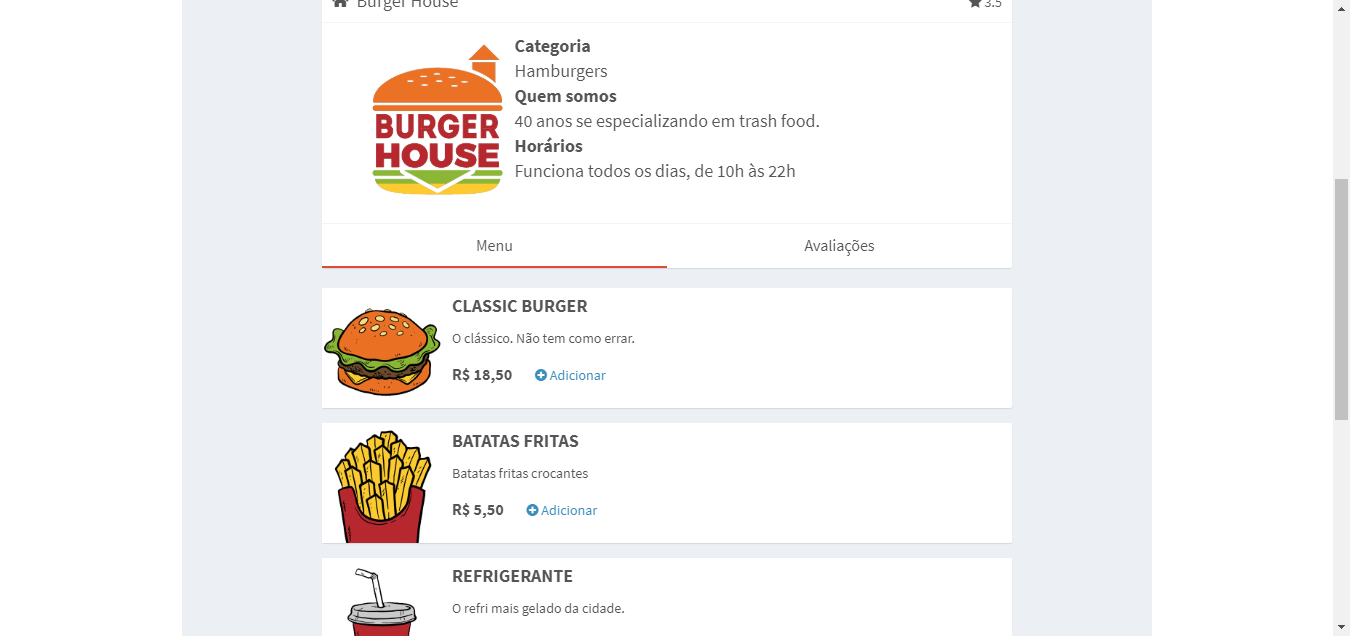 Burger House 3.5
Categoria
Hamburgers
Quem somos
40 anos se especializando em trash food.
Horários
Funciona todos os dias, de 10h às 22h
BURGER
HOUSE
Menu Avaliações
CLASSIC BURGER
O clássico. Não tem como errar.
R$ 18,50 Adicionar
BATATAS FRITAS
Batatas fritas crocantes
R$ 5,50 Adicionar
REFRIGERANTE
O refri mais gelado da cidade.